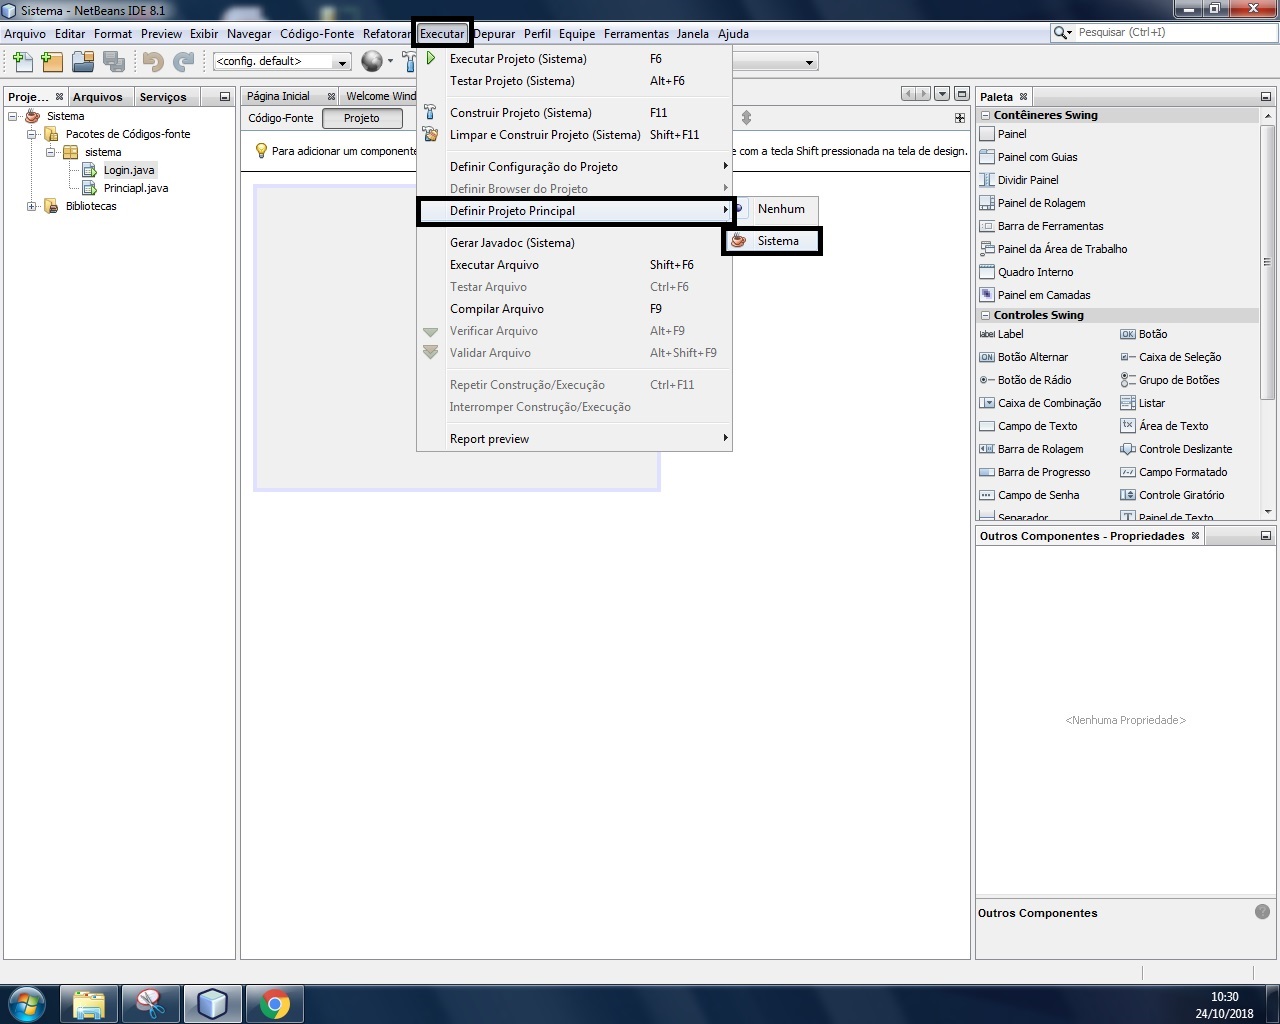 Sistema - NetBeans IDE 8.1
Arquivo Editar Format Preview Exibir Navegar Código-Fonte Refatorar Executar Depurar Perfil Equipe Ferramentas Janela Ajuda
Pesquisar (Ctrl+I)
<config. default>
Proje... Arquivos Serviços
Sistema
Pacotes de Códigos-fonte
sistema
Login.java
Princiapl.java
Bibliotecas
Página Inicial Welcome Wind
Código-Fonte Projeto
Para adicionar um componente
e com a tecla Shift pressionada na tela de design.
Executar Projeto (Sistema) F6
Testar Projeto (Sistema) Alt+F6
Construir Projeto (Sistema) F11
Limpar e Construir Projeto (Sistema) Shift+F11
Definir Configuração do Projeto
Definir Browser do Projeto
Definir Projeto Principal
Nenhum
Sistema
Gerar Javadoc (Sistema)
Executar Arquivo Shift+F6
Testar Arquivo Ctrl+F6
Compilar Arquivo F9
Verificar Arquivo Alt+F9
Validar Arquivo Alt+Shift+F9
Repetir Construção/Execução Ctrl+F11
Interromper Construção/Execução
Report preview
Paleta
Contêineres Swing
Painel
Painel com Guias
Dividir Painel
Painel de Rolagem
Barra de Ferramentas
Painel da Área de Trabalho
Quadro Interno
Painel em Camadas
Controles Swing
label Label OK Botão
ON Botão Alternar Caixa de Seleção
Botão de Rádio Grupo de Botões
Caixa de Combinação Listar
Campo de Texto Área de Texto
Barra de Rolagem Controle Deslizante
Barra de Progresso Campo Formatado
Campo de Senha Controle Giratório
Separador Painel de Texto
Outros Componentes - Propriedades
<Nenhuma Propriedade>
Outros Componentes
10:30
24/10/2018